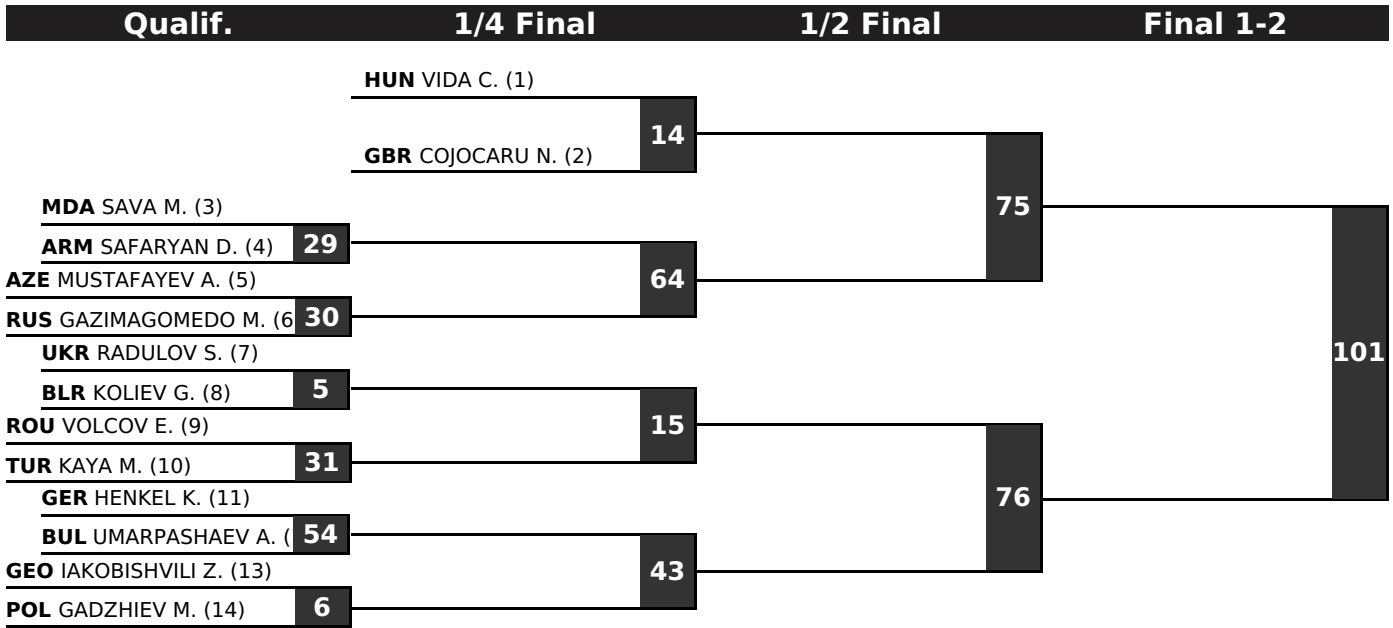 Qualif. 1/4 Final 1/2 Final Final 1-2
HUN VIDA C. (1)
14
GBR COJOCARU N. (2)
MDA SAVA M. (3)
75
ARM SAFARYAN D. (4) 29
AZE MUSTAFAYEV A. (5)
64
RUS GAZIMAGOMEDO M. (6 30
UKR RADULOV S. (7)
101
BLR KOLIEV G. (8) 5
ROU VOLCOV E. (9)
15
TUR KAYA M. (10) 31
GER HENKEL K. (11)
76
BUL UMARPASHAEV A. ( 54
GEO IAKOBISHVILI Z. (13)
43
POL GADZHIEV M. (14) 6